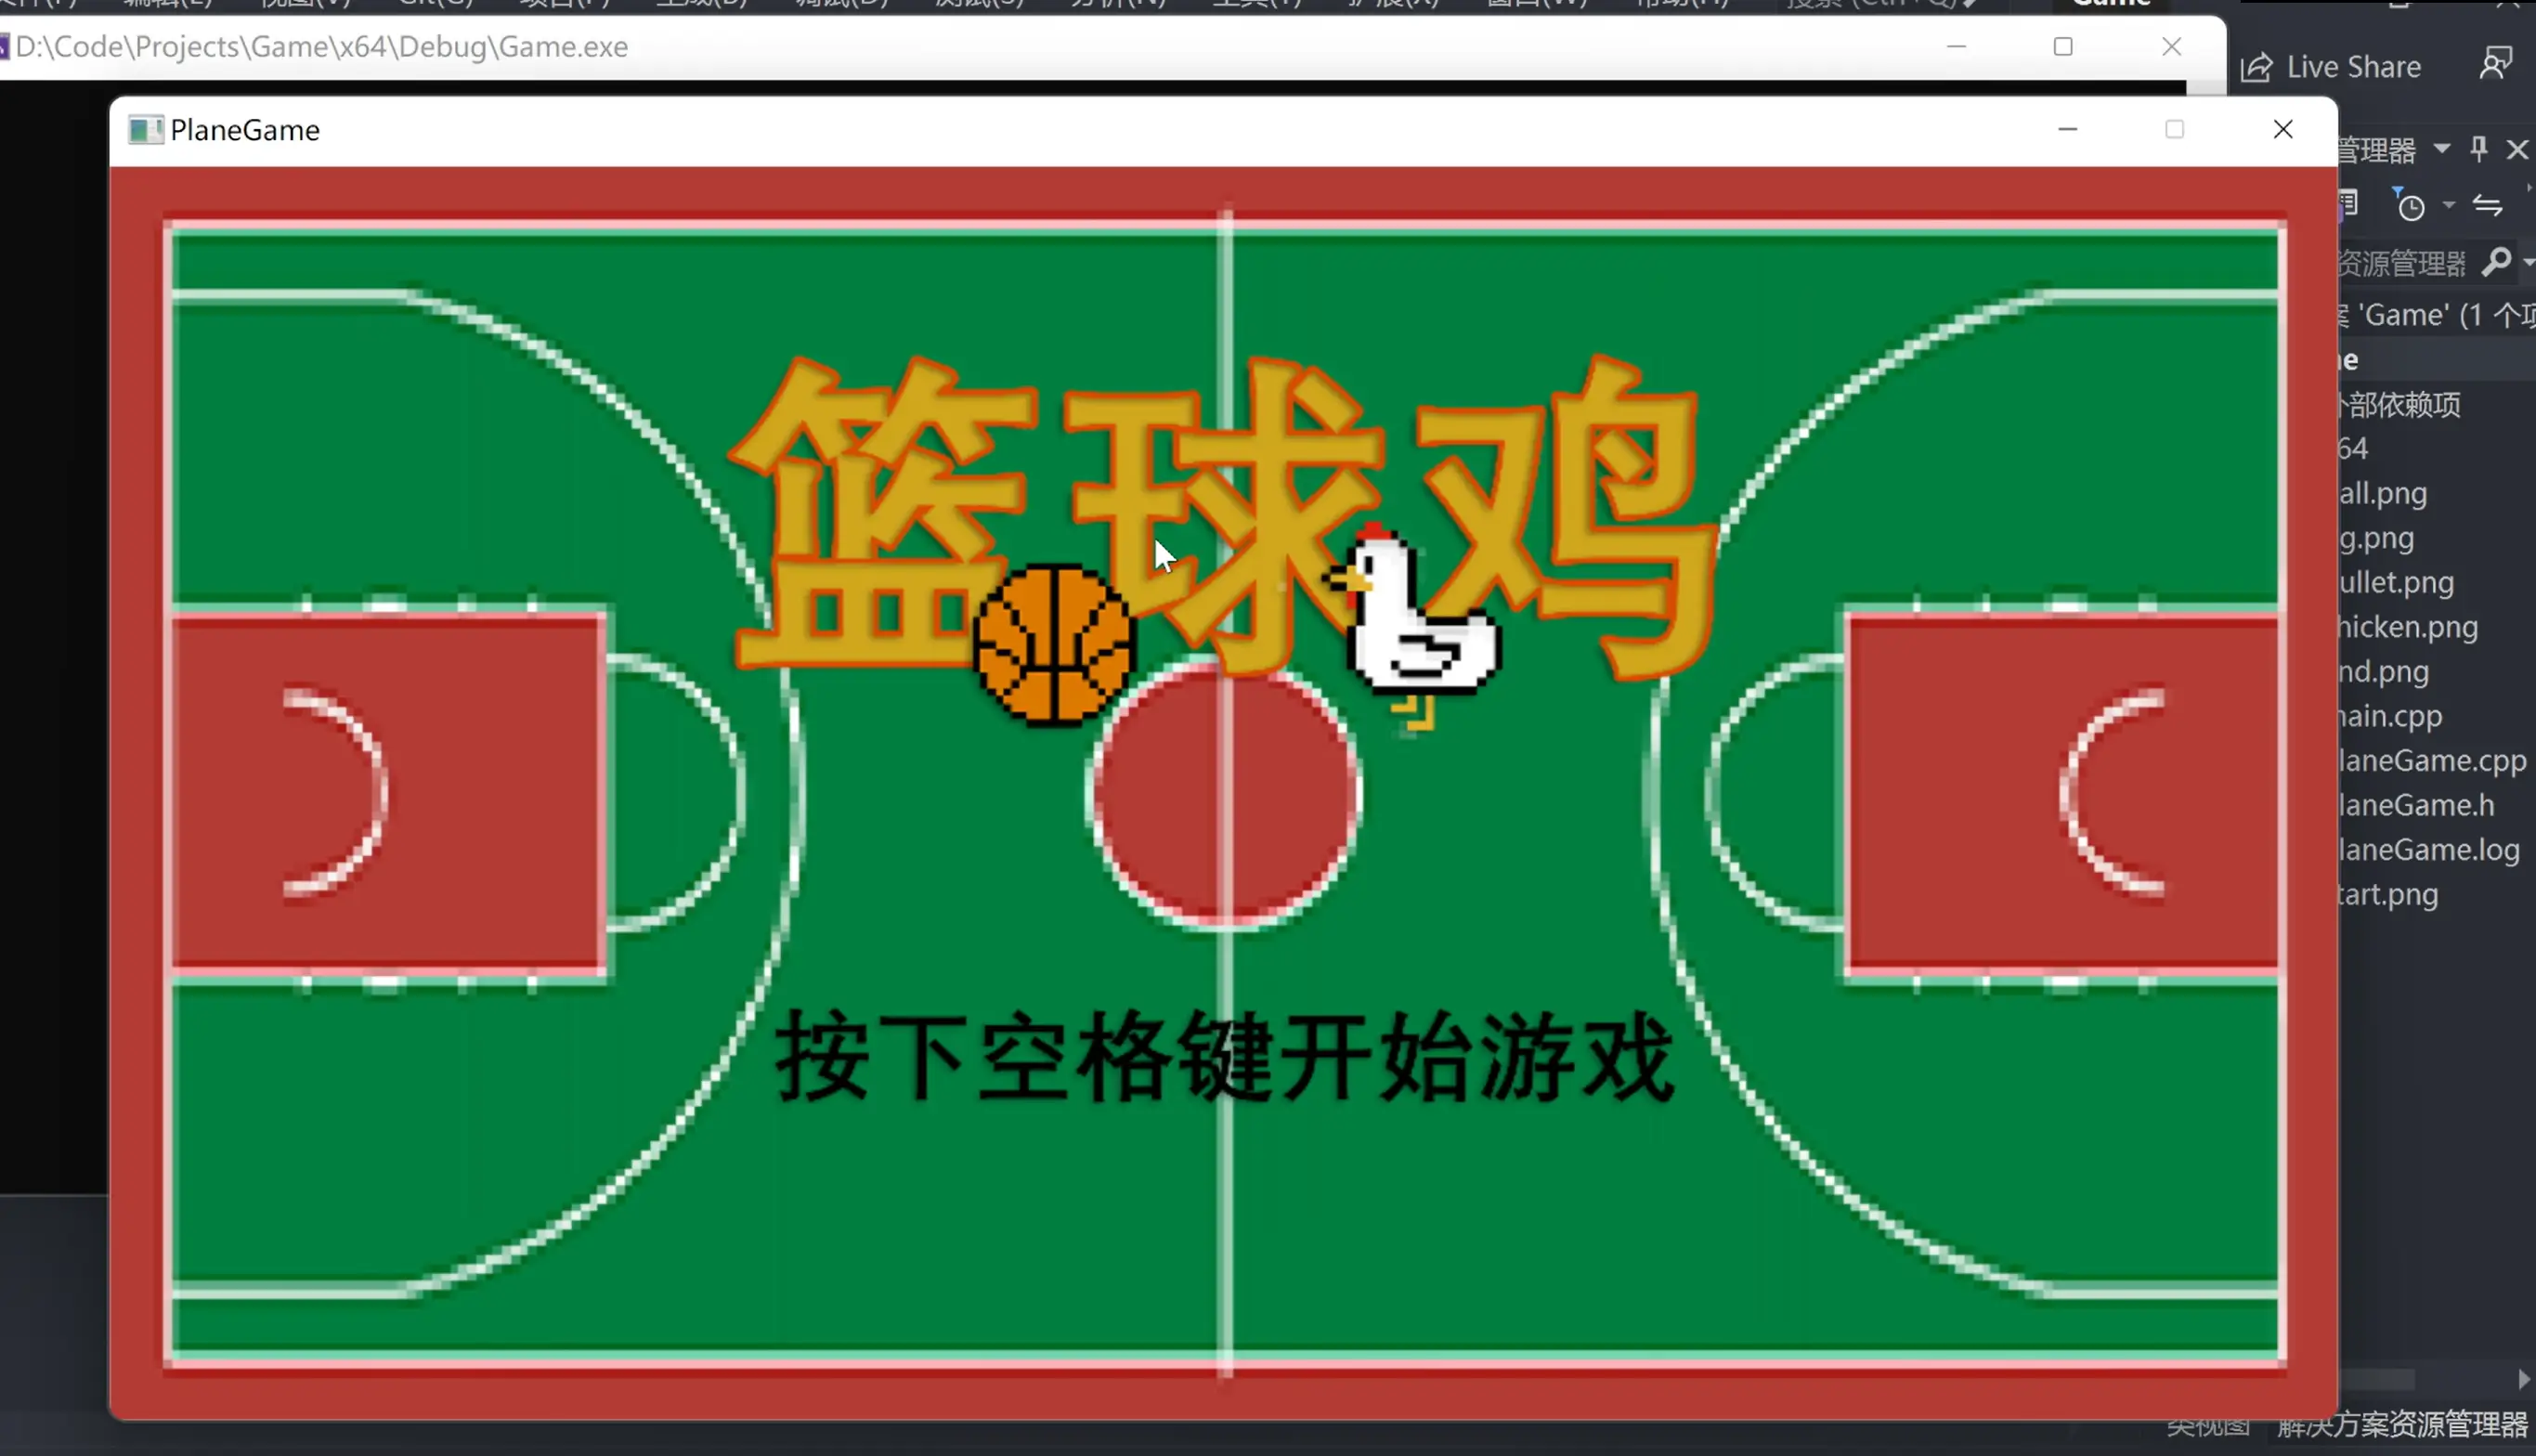 D:\Code\Projects\Game\x64\Debug\Game.exe
Live Share
PlaneGame
管理器
资源管理器
'Game' (1 个项
篮球鸡
按下空格键开始游戏
部依赖项
64
all.png
g.png
ullet.png
hicken.png
nd.png
main.cpp
laneGame.cpp
laneGame.h
laneGame.log
tart.png
类视图 解决方案资源管理器